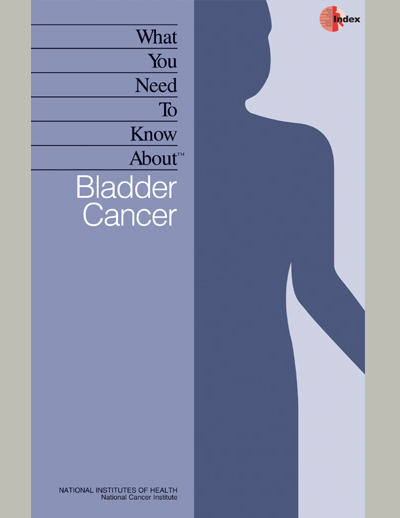 Index
What
You
Need
To
Know
About™
Bladder
Cancer
NATIONAL INSTITUTES OF HEALTH
National Cancer Institute